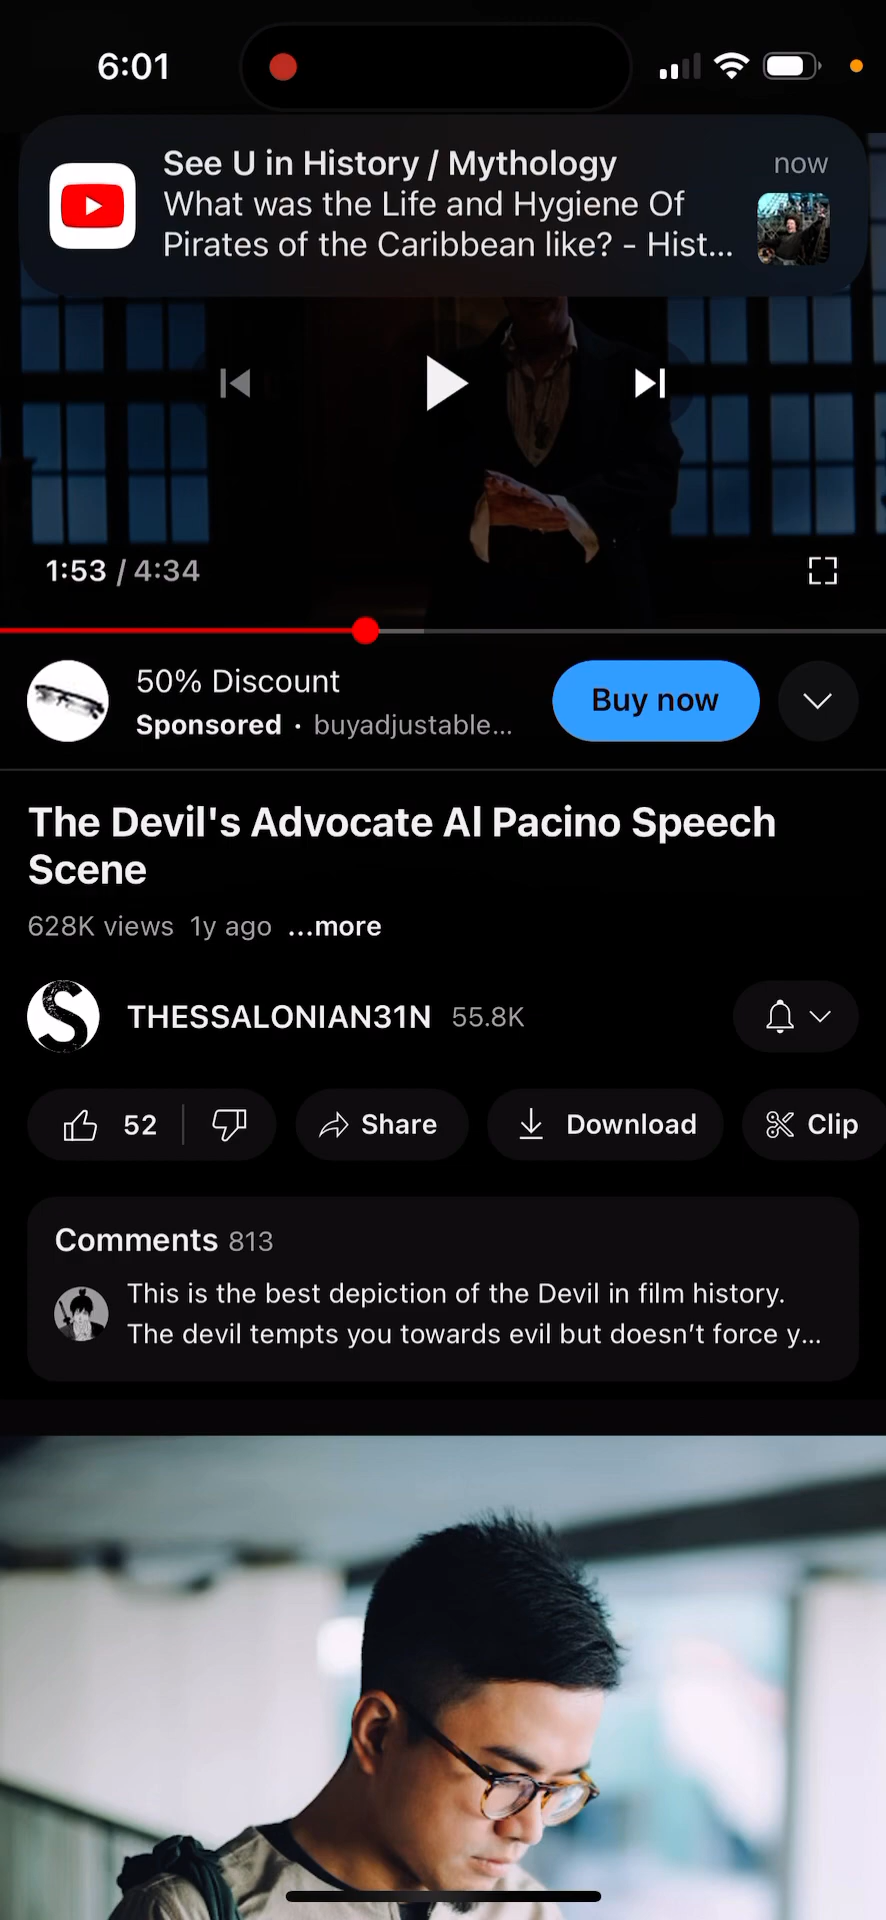 6:01
See U in History / Mythology
now
What was the Life and Hygiene Of
Pirates of the Caribbean like? - Hist...
1:53 / 4:34
50% Discount
Sponsored · buyadjustable...
Buy now
The Devil's Advocate Al Pacino Speech
Scene
628K views 1y ago ...more
THESSALONIAN31N 55.8K
52
Share
Download
Clip
Comments 813
This is the best depiction of the Devil in film history.
The devil tempts you towards evil but doesn’t force y...